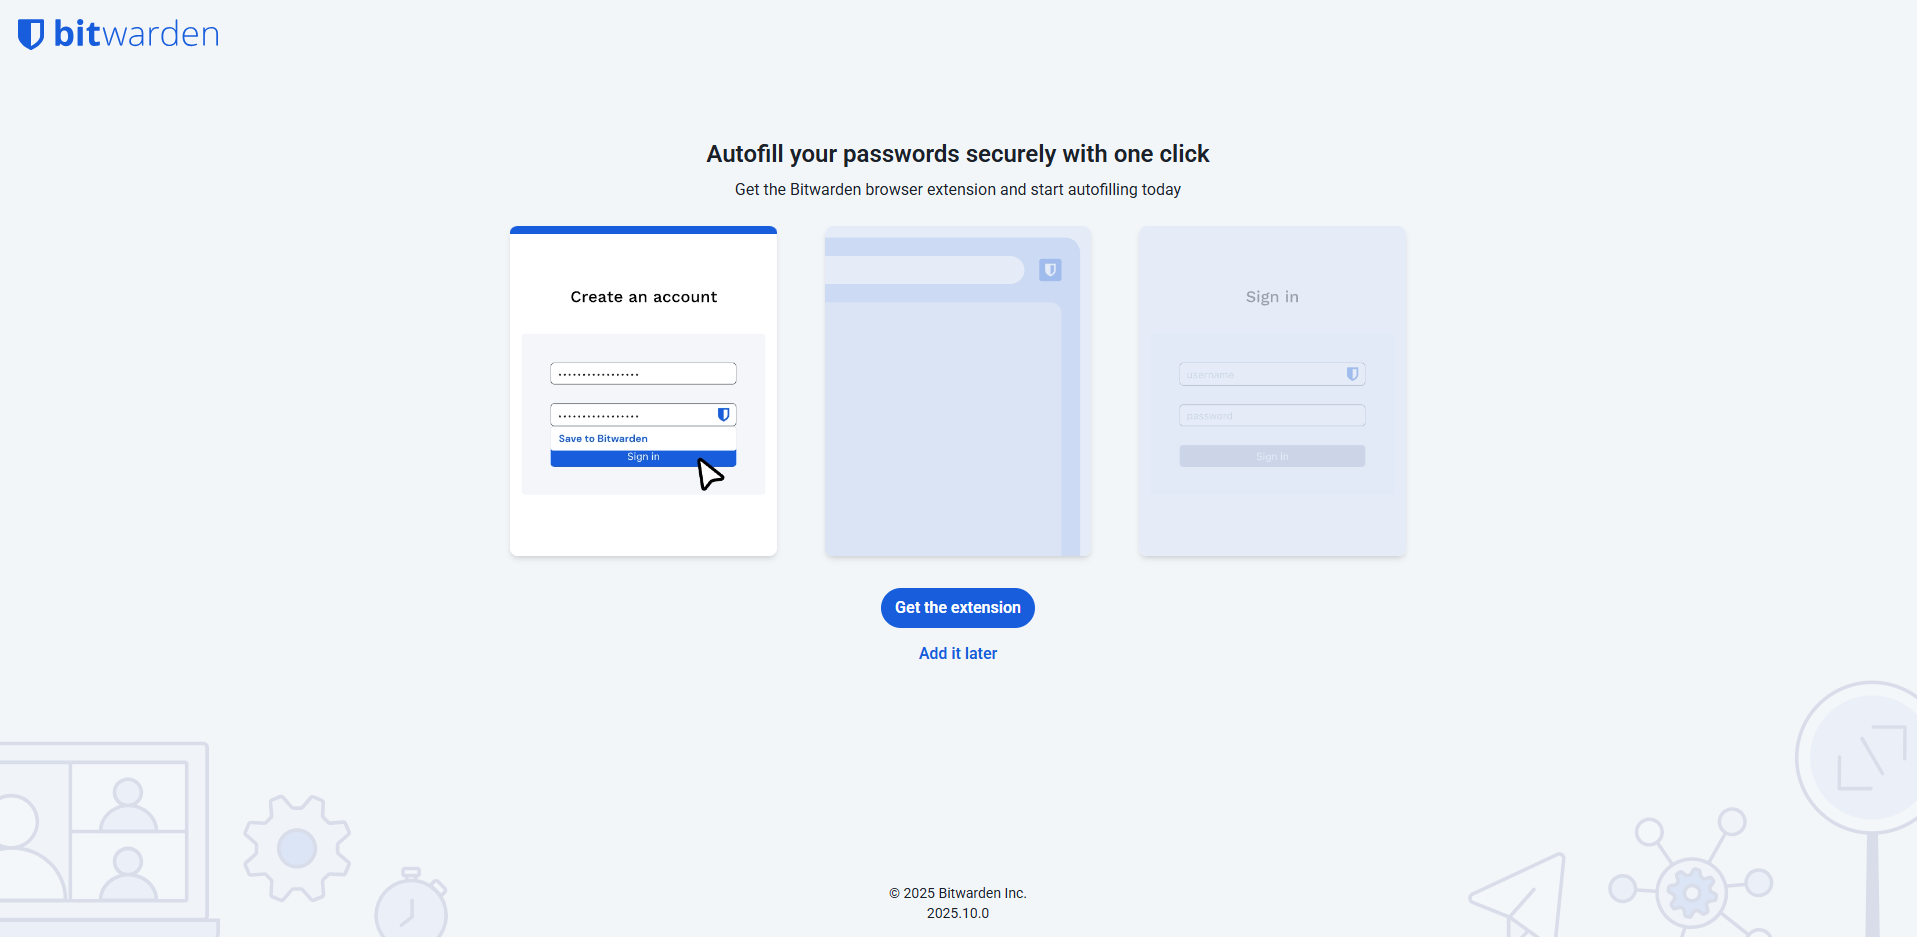 bitwarden
Autofill your passwords securely with one click
Get the Bitwarden browser extension and start autofilling today
Create an account
Save to Bitwarden
Sign in
Sign in
username
password
Sign in
Get the extension
Add it later
© 2025 Bitwarden Inc.
2025.10.0